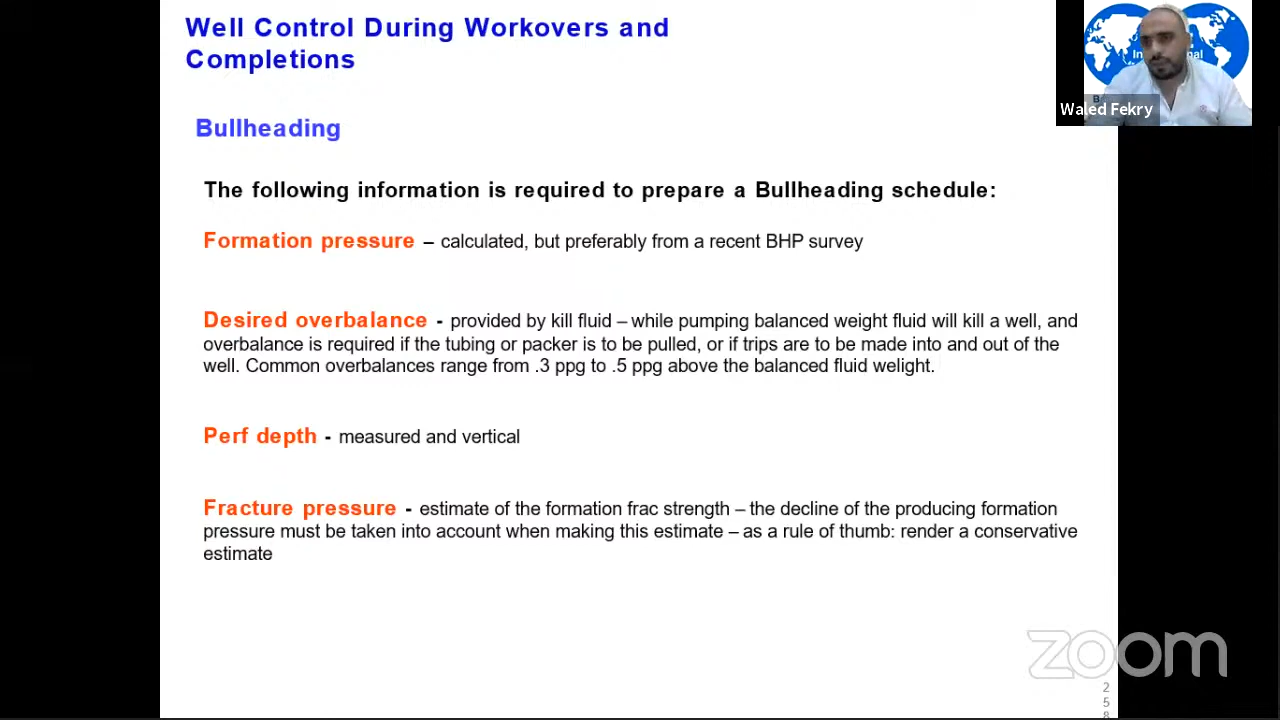 Well Control During Workovers and
Completions
Bullheading
The following information is required to prepare a Bullheading schedule:
Formation pressure – calculated, but preferably from a recent BHP survey
Desired overbalance - provided by kill fluid – while pumping balanced weight fluid will kill a well, and
overbalance is required if the tubing or packer is to be pulled, or if trips are to be made into and out of the
well. Common overbalances range from .3 ppg to .5 ppg above the balanced fluid welight.
Perf depth - measured and vertical
Fracture pressure - estimate of the formation frac strength – the decline of the producing formation
pressure must be taken into account when making this estimate – as a rule of thumb: render a conservative
estimate
Waled Fekry
zoom
2
5
8